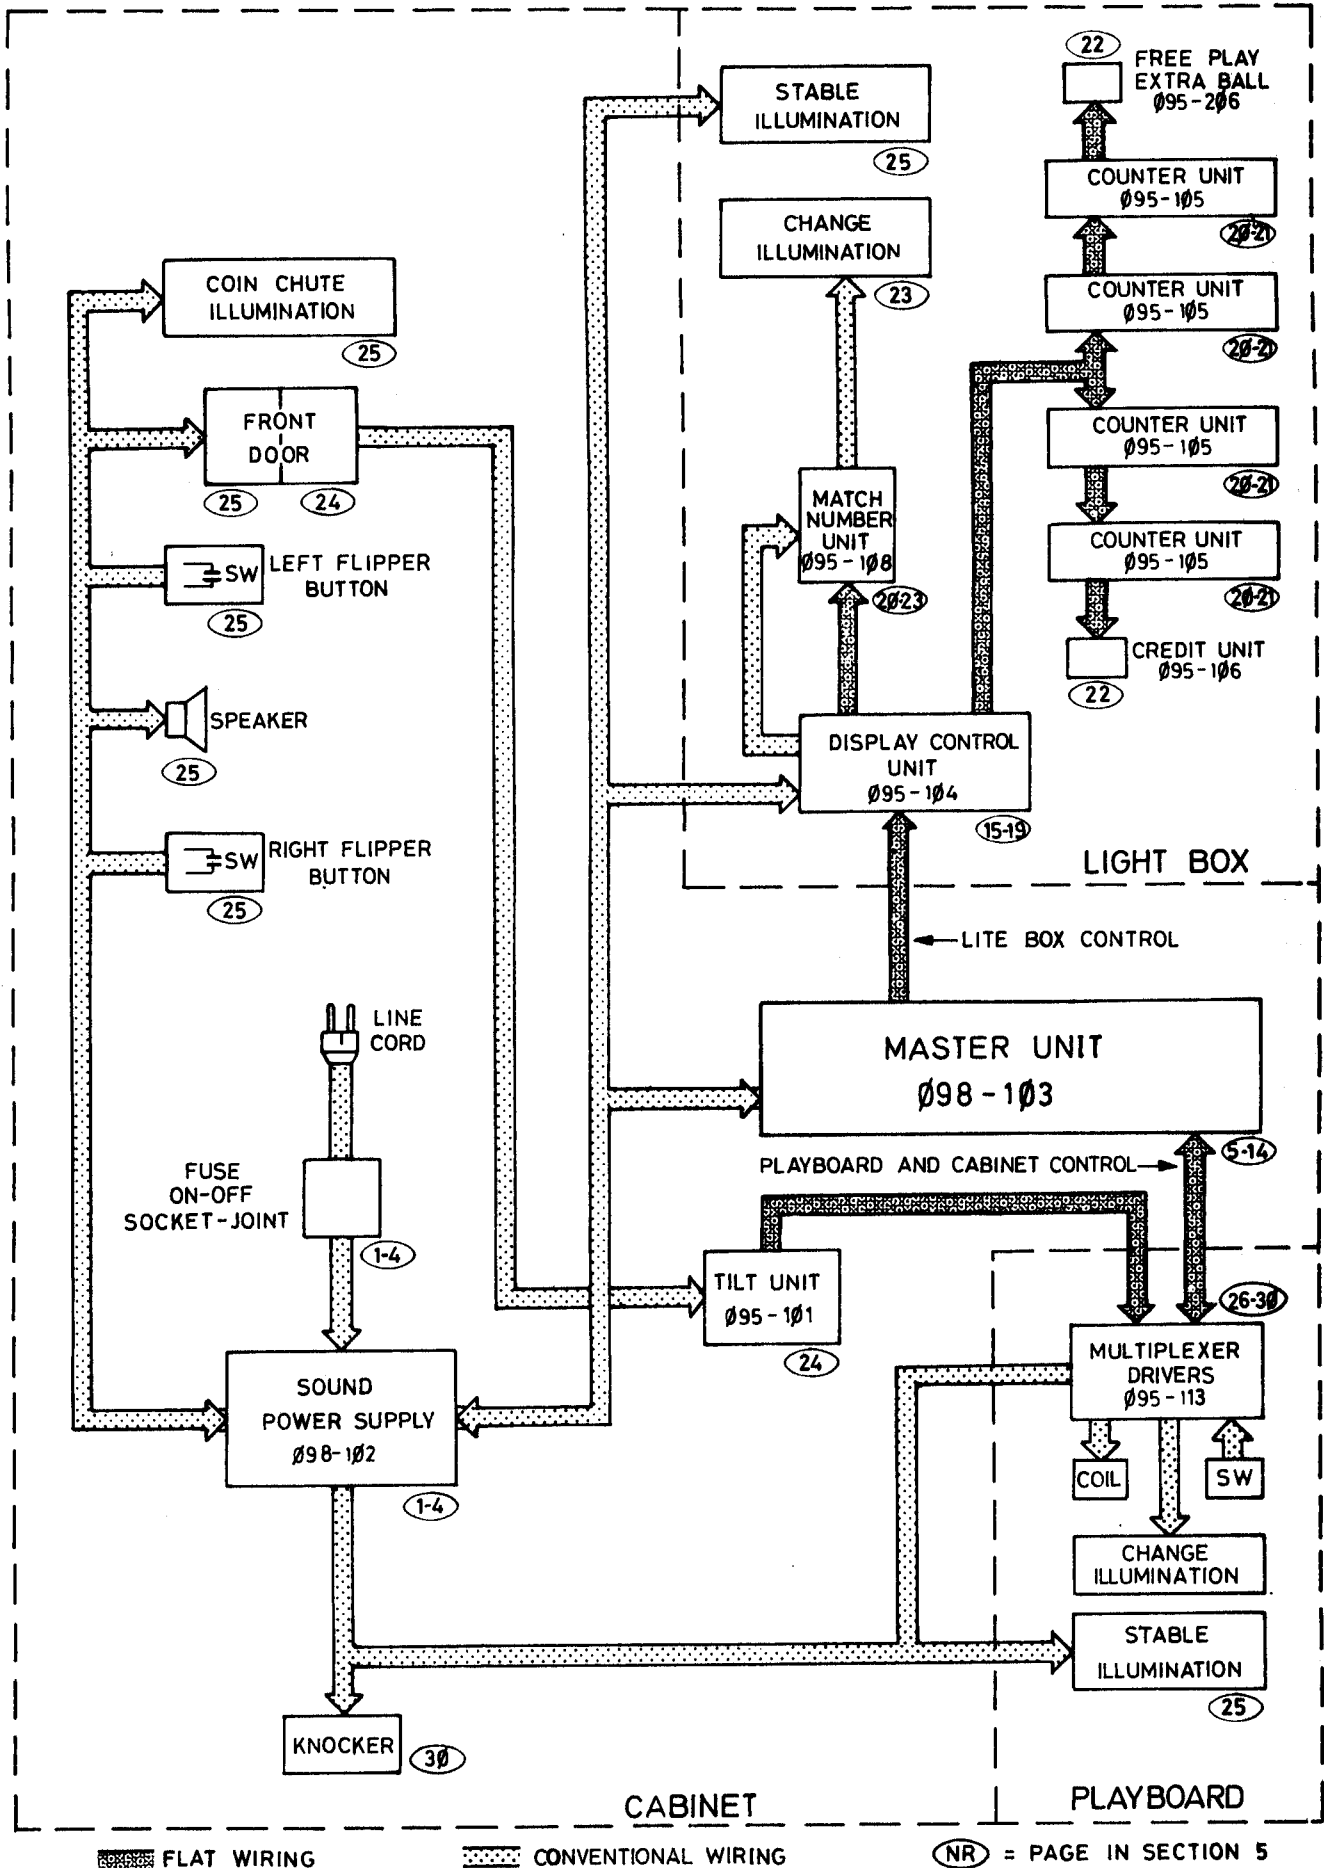 22
FREE PLAY
EXTRA BALL
Ø95-2Ø6
STABLE
ILLUMINATION
25
COUNTER UNIT
Ø95-1Ø5
2Ø-21
CHANGE
ILLUMINATION
23
COUNTER UNIT
Ø95-1Ø5
2Ø-21
COIN CHUTE
ILLUMINATION
25
FRONT
DOOR
25
24
COUNTER UNIT
Ø95-1Ø5
2Ø-21
MATCH
NUMBER
UNIT
Ø95-1Ø8
2Ø-23
COUNTER UNIT
Ø95-1Ø5
2Ø-21
SW
LEFT FLIPPER
BUTTON
25
CREDIT UNIT
Ø95-1Ø6
22
SPEAKER
25
DISPLAY CONTROL
UNIT
Ø95-1Ø4
15-19
SW
RIGHT FLIPPER
BUTTON
25
LIGHT BOX
LITE BOX CONTROL
LINE
CORD
MASTER UNIT
Ø98-1Ø3
5-14
PLAYBOARD AND CABINET CONTROL
FUSE
ON-OFF
SOCKET-JOINT
1-4
TILT UNIT
Ø95-1Ø1
24
26-3Ø
MULTIPLEXER
DRIVERS
Ø95-113
SOUND
POWER SUPPLY
Ø98-1Ø2
1-4
COIL
SW
CHANGE
ILLUMINATION
STABLE
ILLUMINATION
25
KNOCKER
3Ø
CABINET
PLAYBOARD
FLAT WIRING
CONVENTIONAL WIRING
NR = PAGE IN SECTION 5